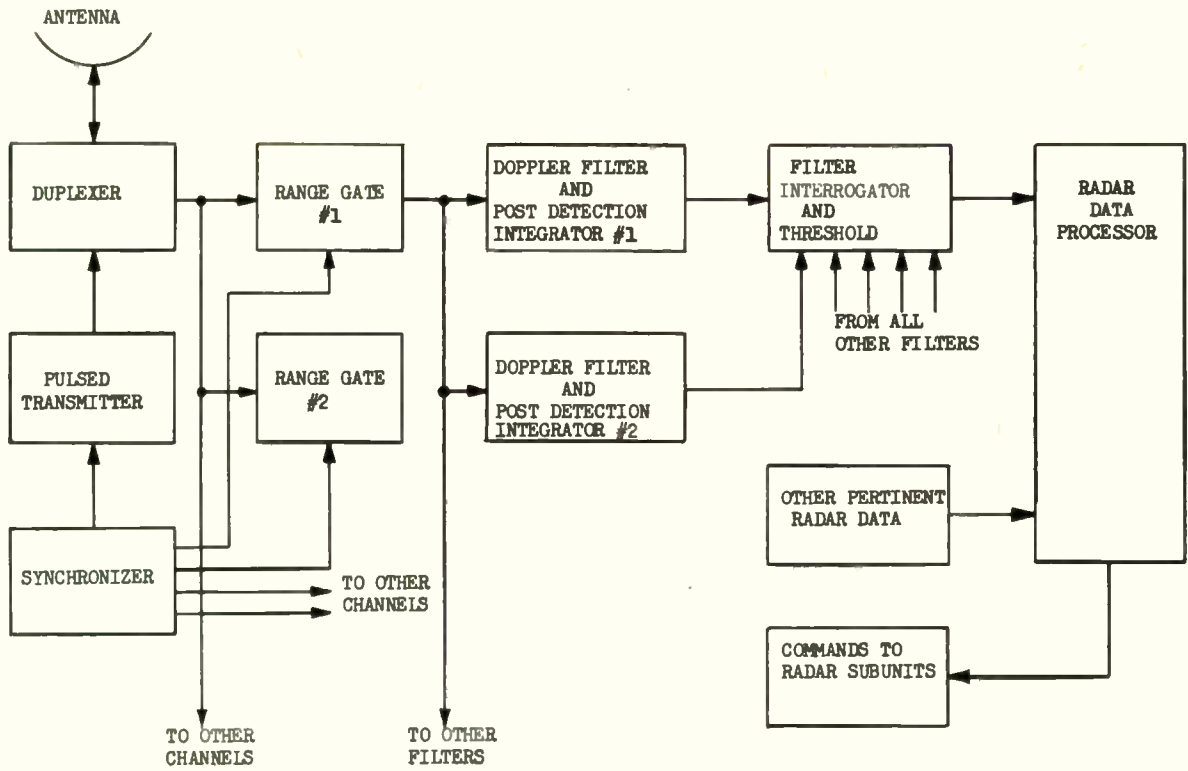 ANTENNA
DUPLEXER
RANGE GATE
#1
DOPPLER FILTER
AND
POST DETECTION
INTEGRATOR #1
FILTER
INTERROGATOR
AND
THRESHOLD
RADAR
DATA
PROCESSOR
FROM ALL
OTHER FILTERS
PULSED
TRANSMITTER
RANGE GATE
#2
DOPPLER FILTER
AND
POST DETECTION
INTEGRATOR #2
OTHER PERTINENT
RADAR DATA
SYNCHRONIZER
TO OTHER
CHANNELS
COMMANDS TO
RADAR SUBUNITS
TO OTHER
CHANNELS
TO OTHER
FILTERS